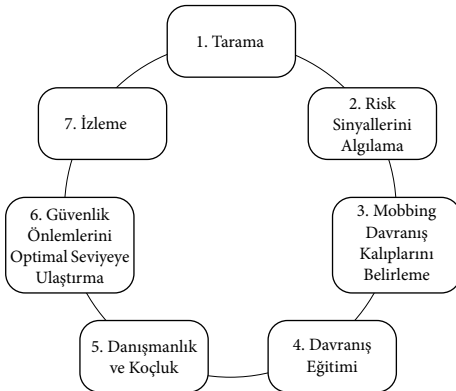 1. Tarama
2. Risk
Sinyallerini
Algılama
3. Mobbing
Davranış
Kalıplarını
Belirleme
4. Davranış
Eğitimi
5. Danışmanlık
ve Koçluk
6. Güvenlik
Önlemlerini
Optimal Seviyeye
Ulaştırma
7. İzleme